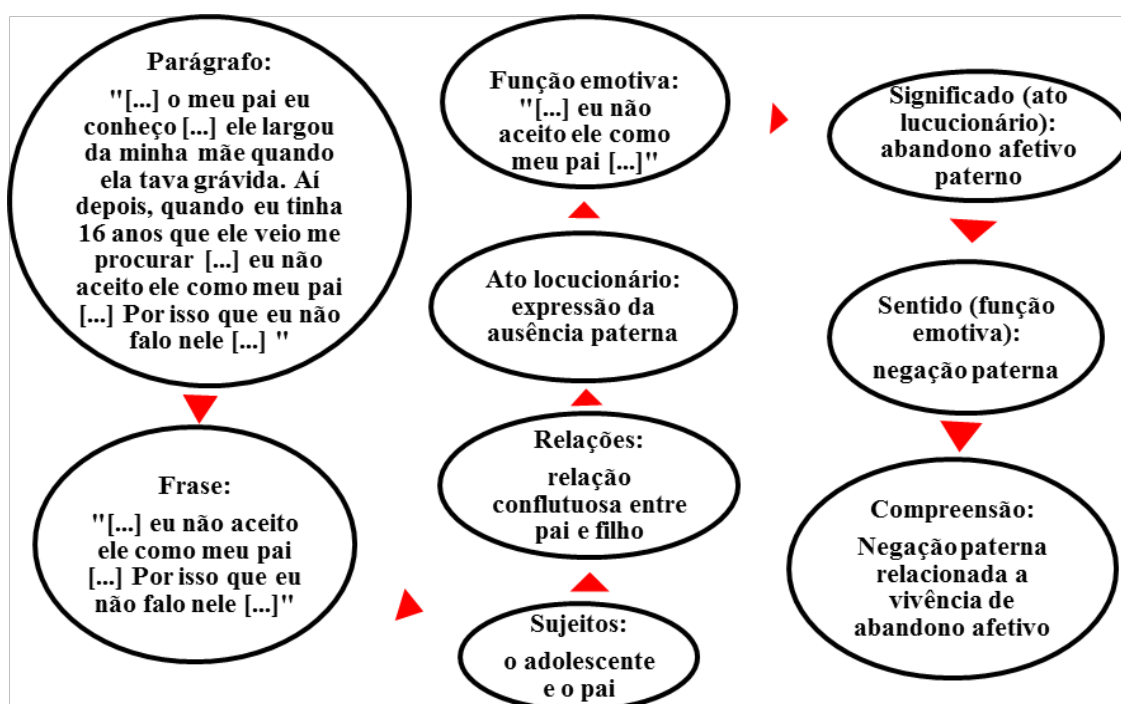 Parágrafo:
"[...] o meu pai eu
conheço [...] ele largou
da minha mãe quando
ela tava grávida. Aí
depois, quando eu tinha
16 anos que ele veio me
procurar [...] eu não
aceito ele como meu pai
[...] Por isso que eu não
falo nele [...] "
Frase:
"[...] eu não aceito
ele como meu pai
[...] Por isso que eu
não falo nele [...]"
Sujeitos:
o adolescente
e o pai
Relações:
relação
conflutuosa entre
pai e filho
Ato locucionário:
expressão da
ausência paterna
Função emotiva:
"[...] eu não
aceito ele como
meu pai [...]"
Significado (ato
lucucionário):
abandono afetivo
paterno
Sentido (função
emotiva):
negação paterna
Compreensão:
Negação paterna
relacionada a
vivência de
abandono afetivo